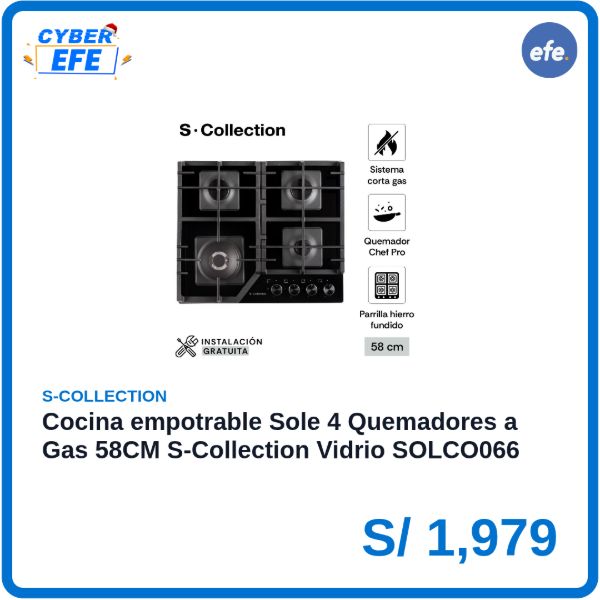 CYBER
EFE
efe.
S·Collection
Sistema
corta gas
Quemador
Chef Pro
Parrilla hierro
fundido
58 cm
INSTALACIÓN
GRATUITA
S-COLLECTION
Cocina empotrable Sole 4 Quemadores a
Gas 58CM S-Collection Vidrio SOLCO066
S/ 1,979